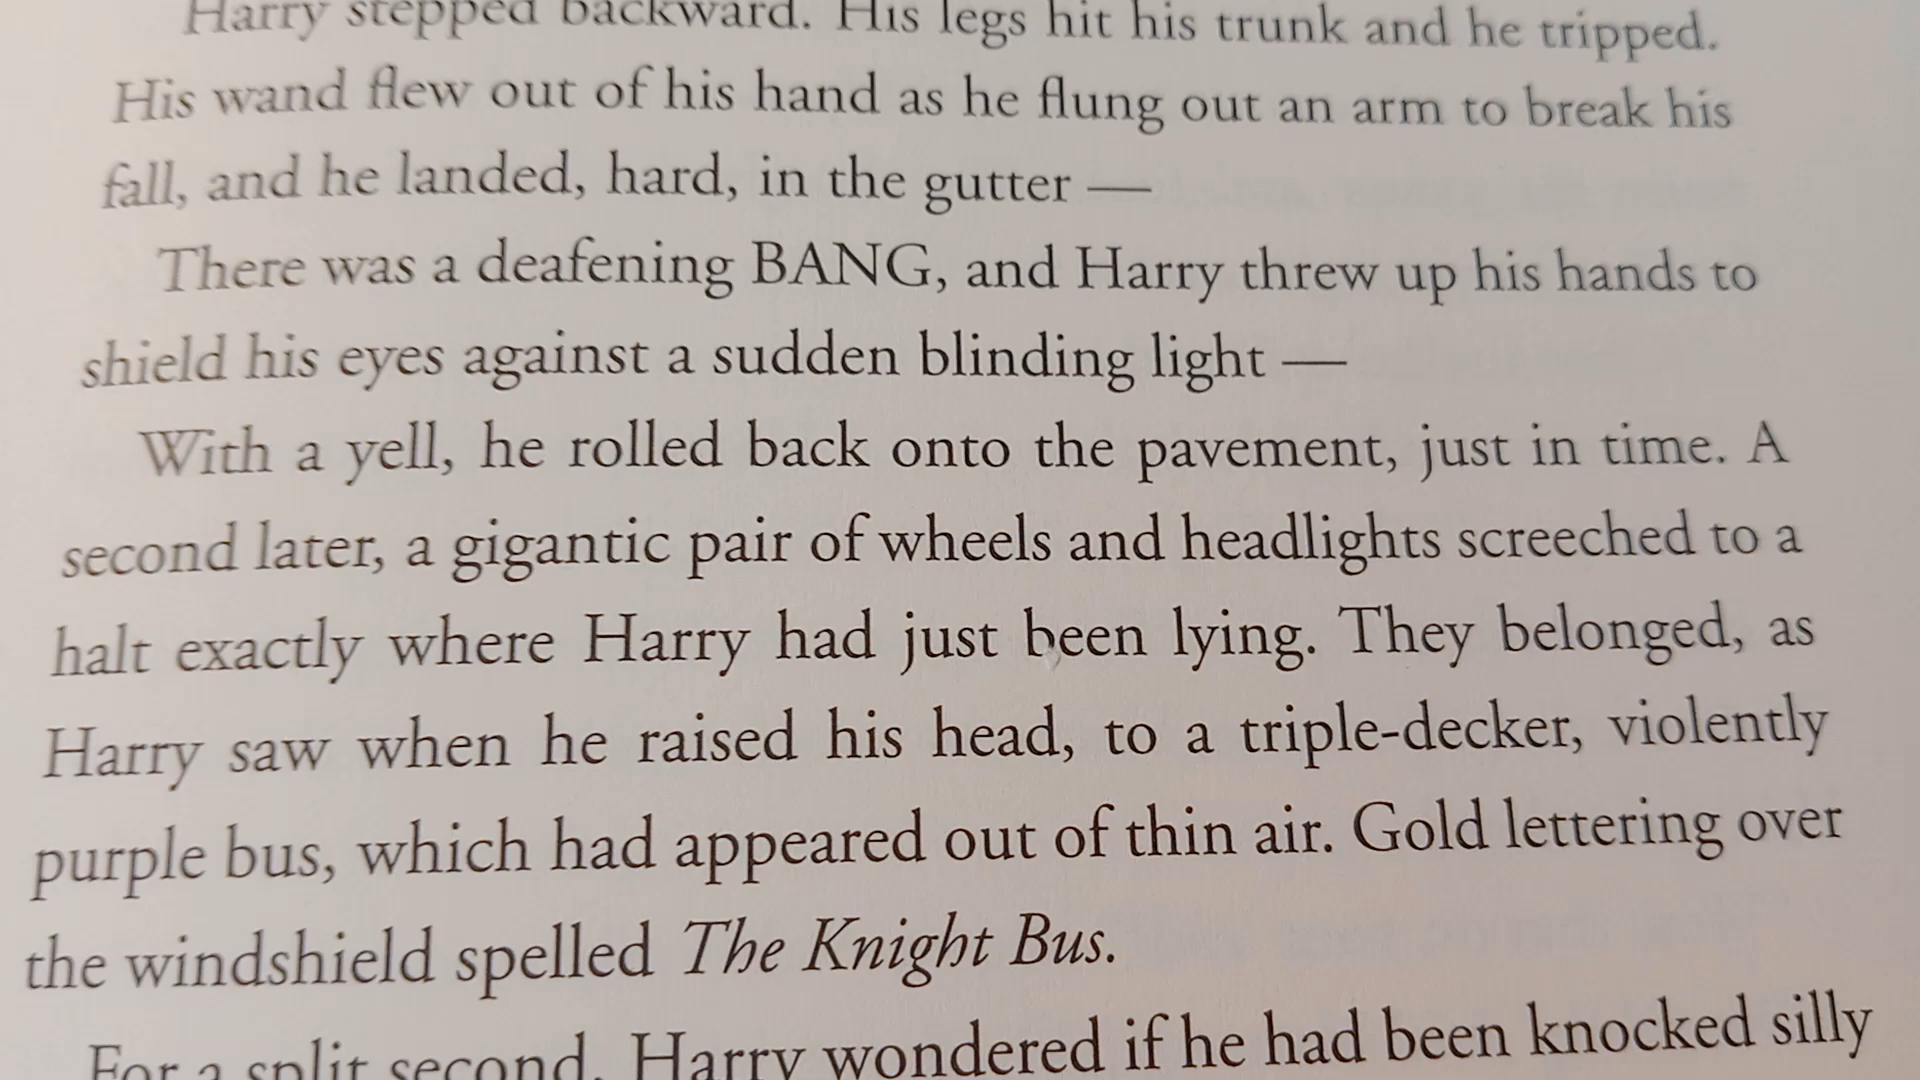 Harry stepped backward. His legs hit his trunk and he tripped.
His wand flew out of his hand as he flung out an arm to break his
fall, and he landed, hard, in the gutter —
There was a deafening BANG, and Harry threw up his hands to
shield his eyes against a sudden blinding light —
With a yell, he rolled back onto the pavement, just in time. A
second later, a gigantic pair of wheels and headlights screeched to a
halt exactly where Harry had just been lying. They belonged, as
Harry saw when he raised his head, to a triple-decker, violently
purple bus, which had appeared out of thin air. Gold lettering over
the windshield spelled The Knight Bus.
For a split second, Harry wondered if he had been knocked silly